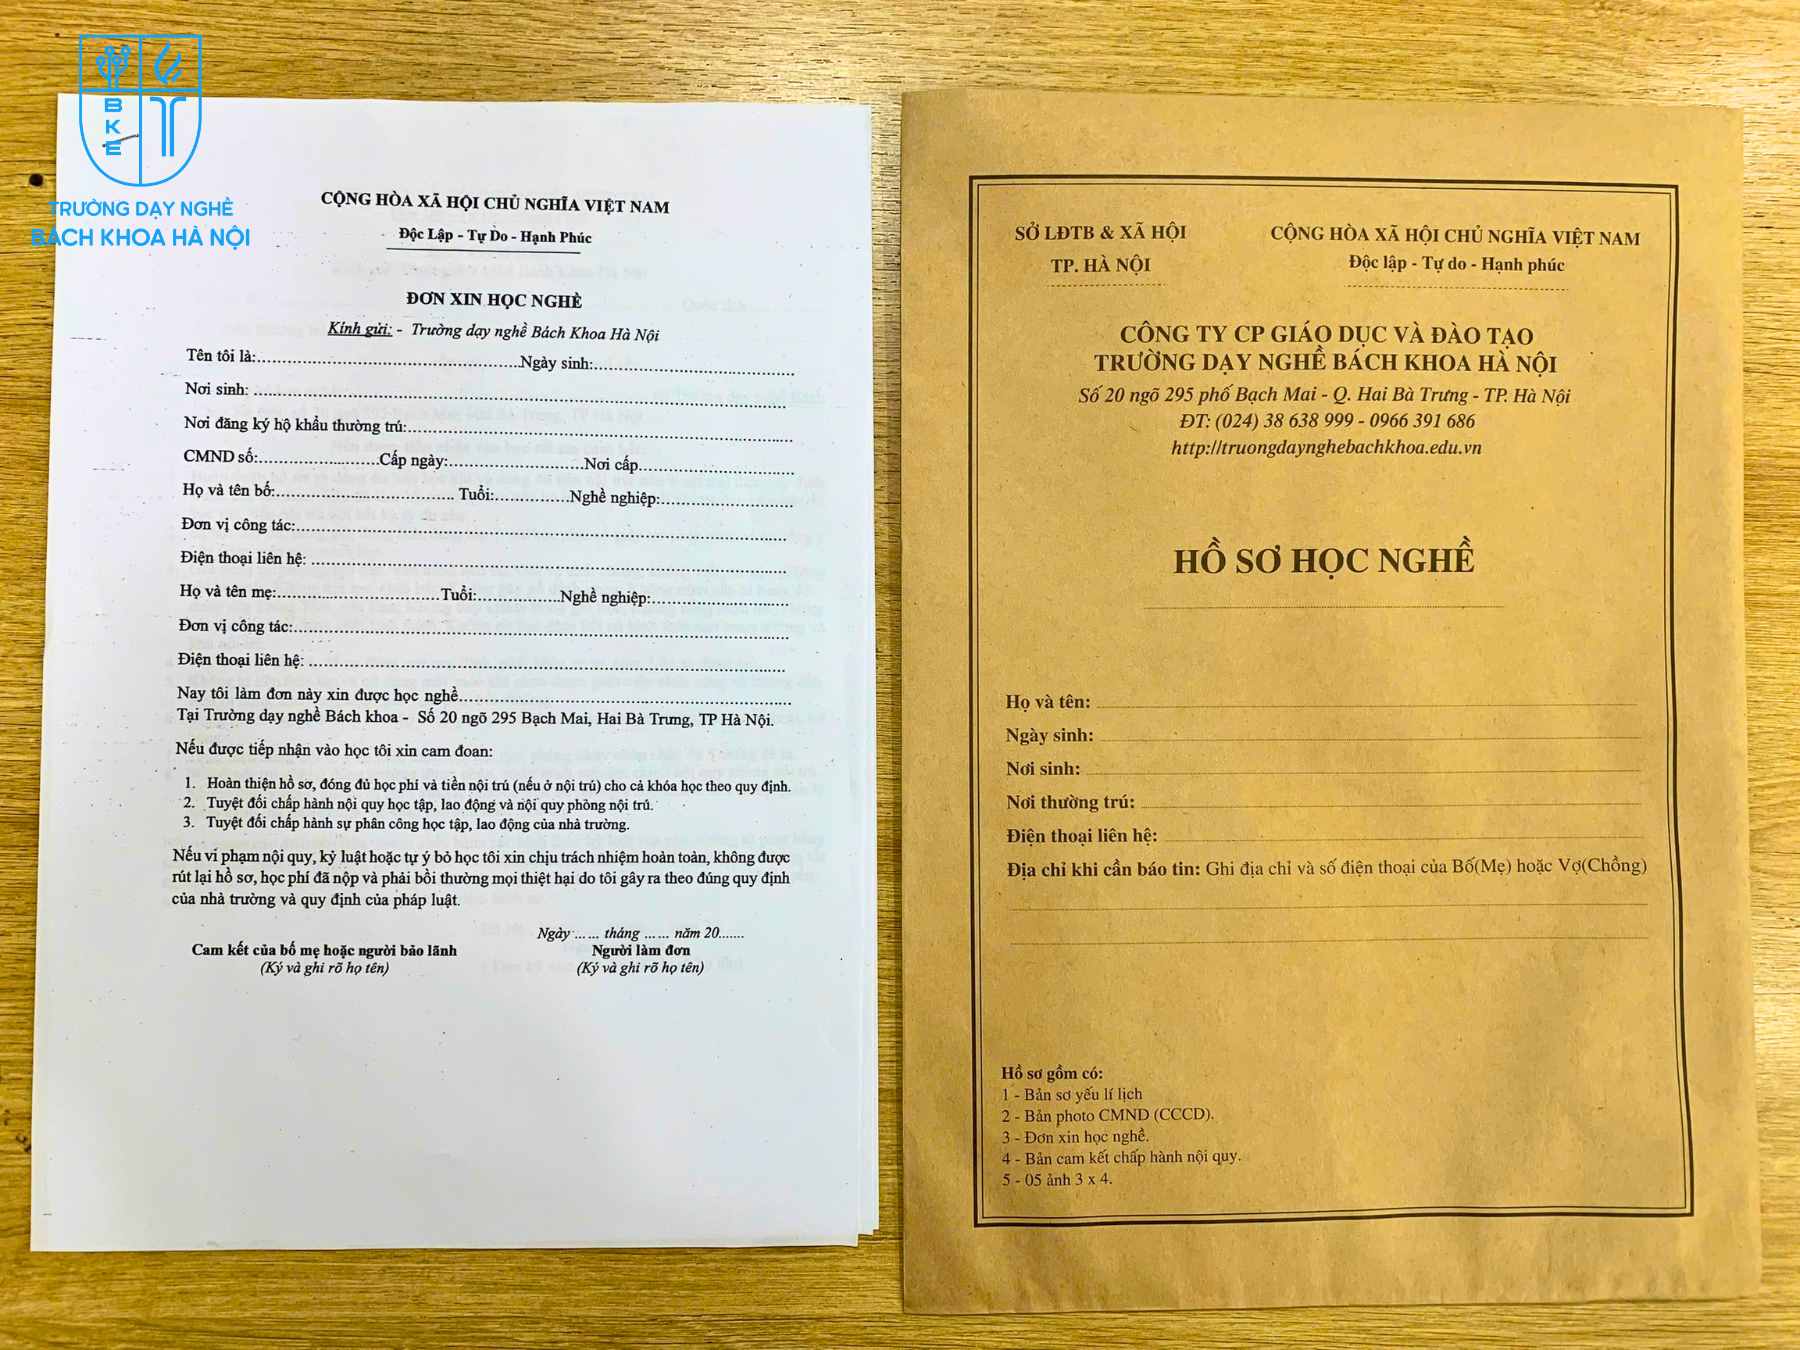 BKE
TRƯỜNG DẠY NGHỀ
BÁCH KHOA HÀ NỘI
CỘNG HÒA XÃ HỘI CHỦ NGHĨA VIỆT NAM
Độc Lập - Tự Do - Hạnh Phúc
ĐƠN XIN HỌC NGHỀ
Kính gửi: - Trường dạy nghề Bách Khoa Hà Nội
Tên tôi là:.................................................Ngày sinh:.....................................
Nơi sinh: ....................................................................................................
Nơi đăng ký hộ khẩu thường trú:......................................................................
CMND số:.......................Cấp ngày:.........................Nơi cấp.............................
Họ và tên bố:................................. Tuổi:..............Nghề nghiệp:.........................
Đơn vị công tác:...........................................................................................
Điện thoại liên hệ: ........................................................................................
Họ và tên mẹ:..............................Tuổi:................Nghề nghiệp:..........................
Đơn vị công tác:...........................................................................................
Điện thoại liên hệ: ........................................................................................
Nay tôi làm đơn này xin được học nghề.............................................................
Tại Trường dạy nghề Bách khoa - Số 20 ngõ 295 Bạch Mai, Hai Bà Trưng, TP Hà Nội.
Nếu được tiếp nhận vào học tôi xin cam đoan:
1. Hoàn thiện hồ sơ, đóng đủ học phí và tiền nội trú (nếu ở nội trú) cho cả khóa học theo quy định.
2. Tuyệt đối chấp hành nội quy học tập, lao động và nội quy phòng nội trú.
3. Tuyệt đối chấp hành sự phân công học tập, lao động của nhà trường.
Nếu vi phạm nội quy, kỷ luật hoặc tự ý bỏ học tôi xin chịu trách nhiệm hoàn toàn, không được
rút lại hồ sơ, học phí đã nộp và phải bồi thường mọi thiệt hại do tôi gây ra theo đúng quy định
của nhà trường và quy định của pháp luật.
Ngày ...... tháng ...... năm 20.......
Cam kết của bố mẹ hoặc người bảo lãnh
(Ký và ghi rõ họ tên)
Người làm đơn
(Ký và ghi rõ họ tên)
SỞ LĐTB & XÃ HỘI
TP. HÀ NỘI
CỘNG HÒA XÃ HỘI CHỦ NGHĨA VIỆT NAM
Độc lập - Tự do - Hạnh phúc
CÔNG TY CP GIÁO DỤC VÀ ĐÀO TẠO
TRƯỜNG DẠY NGHỀ BÁCH KHOA HÀ NỘI
Số 20 ngõ 295 phố Bạch Mai - Q. Hai Bà Trưng - TP. Hà Nội
ĐT: (024) 38 638 999 - 0966 391 686
http://truongdaynghebachkhoa.edu.vn
HỒ SƠ HỌC NGHỀ
Họ và tên:
Ngày sinh:
Nơi sinh:
Nơi thường trú:
Điện thoại liên hệ:
Địa chỉ khi cần báo tin: Ghi địa chỉ và số điện thoại của Bố(Mẹ) hoặc Vợ(Chồng)
Hồ sơ gồm có:
1 - Bản sơ yếu lí lịch
2 - Bản photo CMND (CCCD).
3 - Đơn xin học nghề.
4 - Bản cam kết chấp hành nội quy.
5 - 05 ảnh 3 x 4.